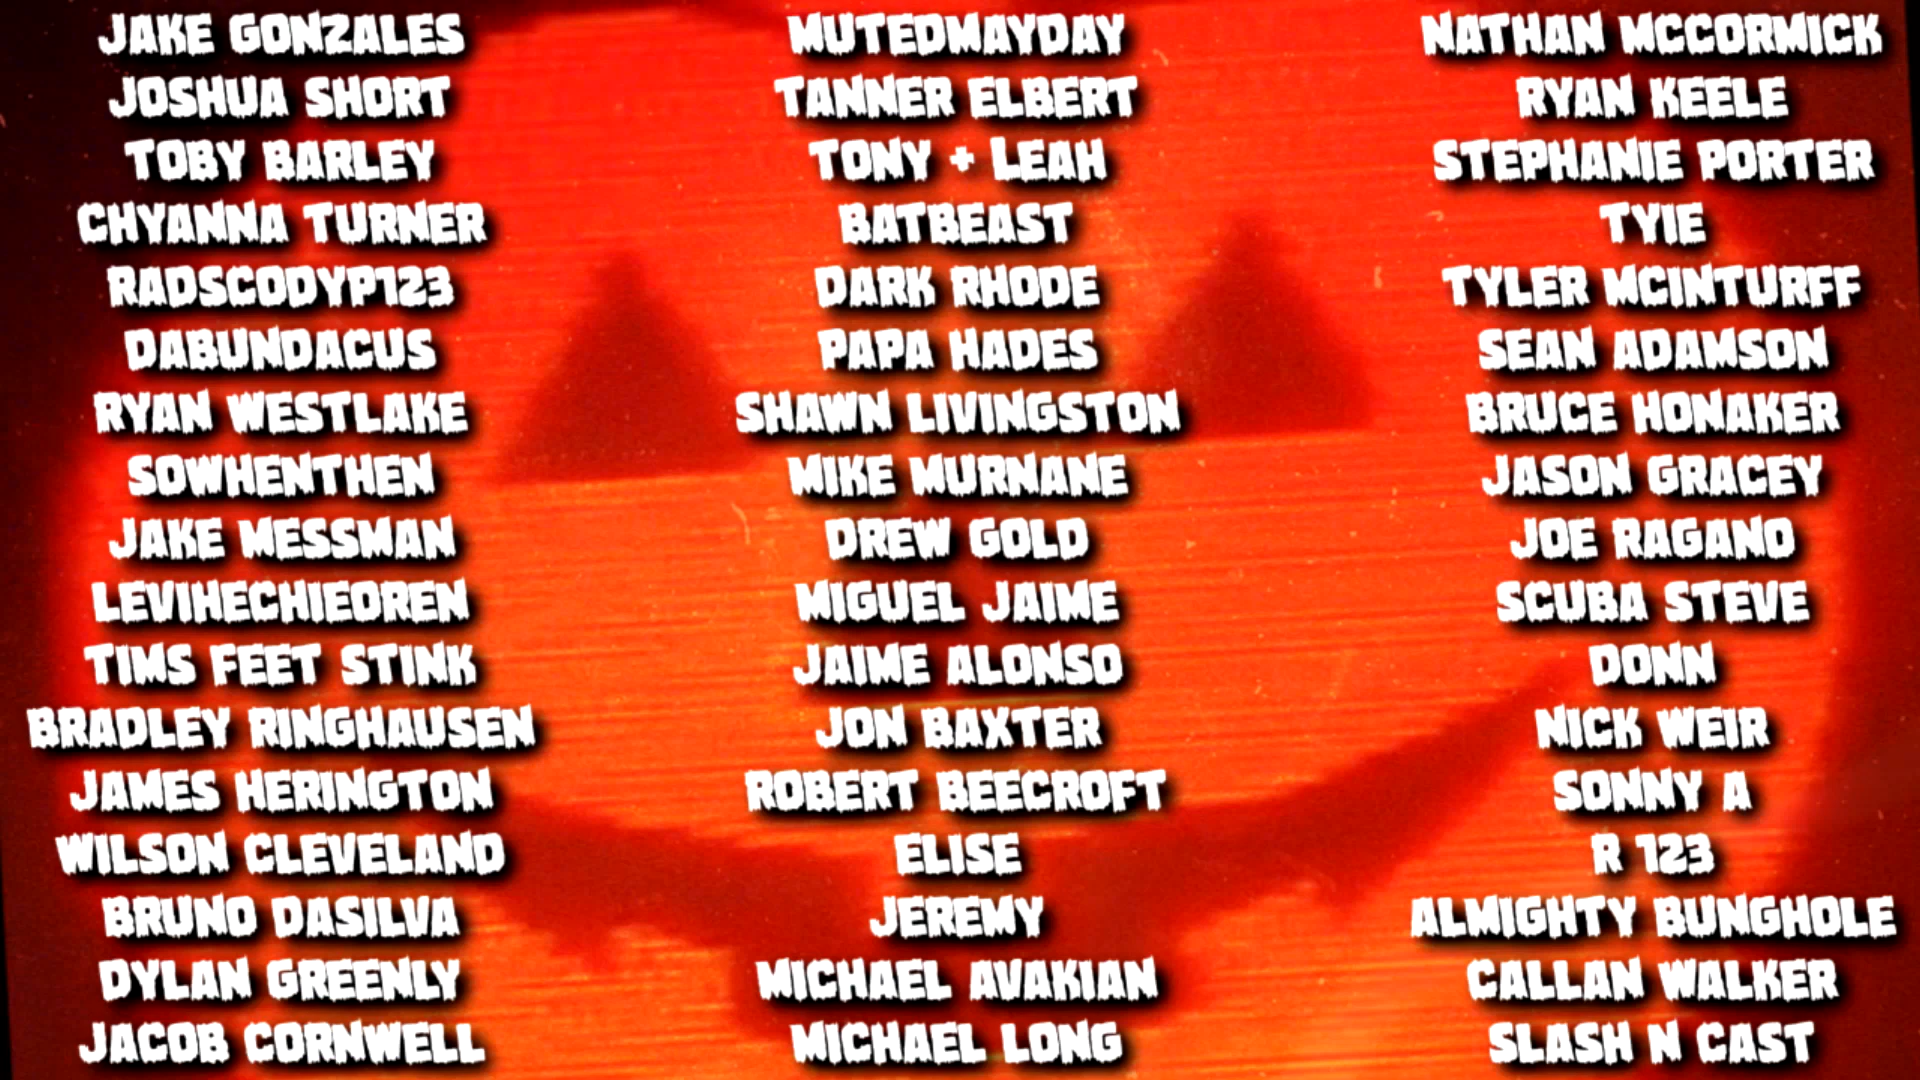 JAKE GONZALES
JOSHUA SHORT
TOBY BARLEY
CHYANNA TURNER
RADSCODYP123
DABUNDACUS
RYAN WESTLAKE
SOWHENTHEN
JAKE MESSMAN
LEVIHECHIEOREN
TIMS FEET STINK
BRADLEY RINGHAUSEN
JAMES HERINGTON
WILSON CLEVELAND
BRUNO DASILVA
DYLAN GREENLY
JACOB CORNWELL
MUTEDMAYDAY
TANNER ELBERT
TONY + LEAH
BATBEAST
DARK RHODE
PAPA HADES
SHAWN LIVINGSTON
MIKE MURNANE
DREW GOLD
MIGUEL JAIME
JAIME ALONSO
JON BAXTER
ROBERT BEECROFT
ELISE
JEREMY
MICHAEL AVAKIAN
MICHAEL LONG
NATHAN MCCORMICK
RYAN KEELE
STEPHANIE PORTER
TYIE
TYLER MCINTURFF
SEAN ADAMSON
BRUCE HONAKER
JASON GRACEY
JOE RAGANO
SCUBA STEVE
DONN
NICK WEIR
SONNY A
R 123
ALMIGHTY BUNGHOLE
CALLAN WALKER
SLASH N CAST